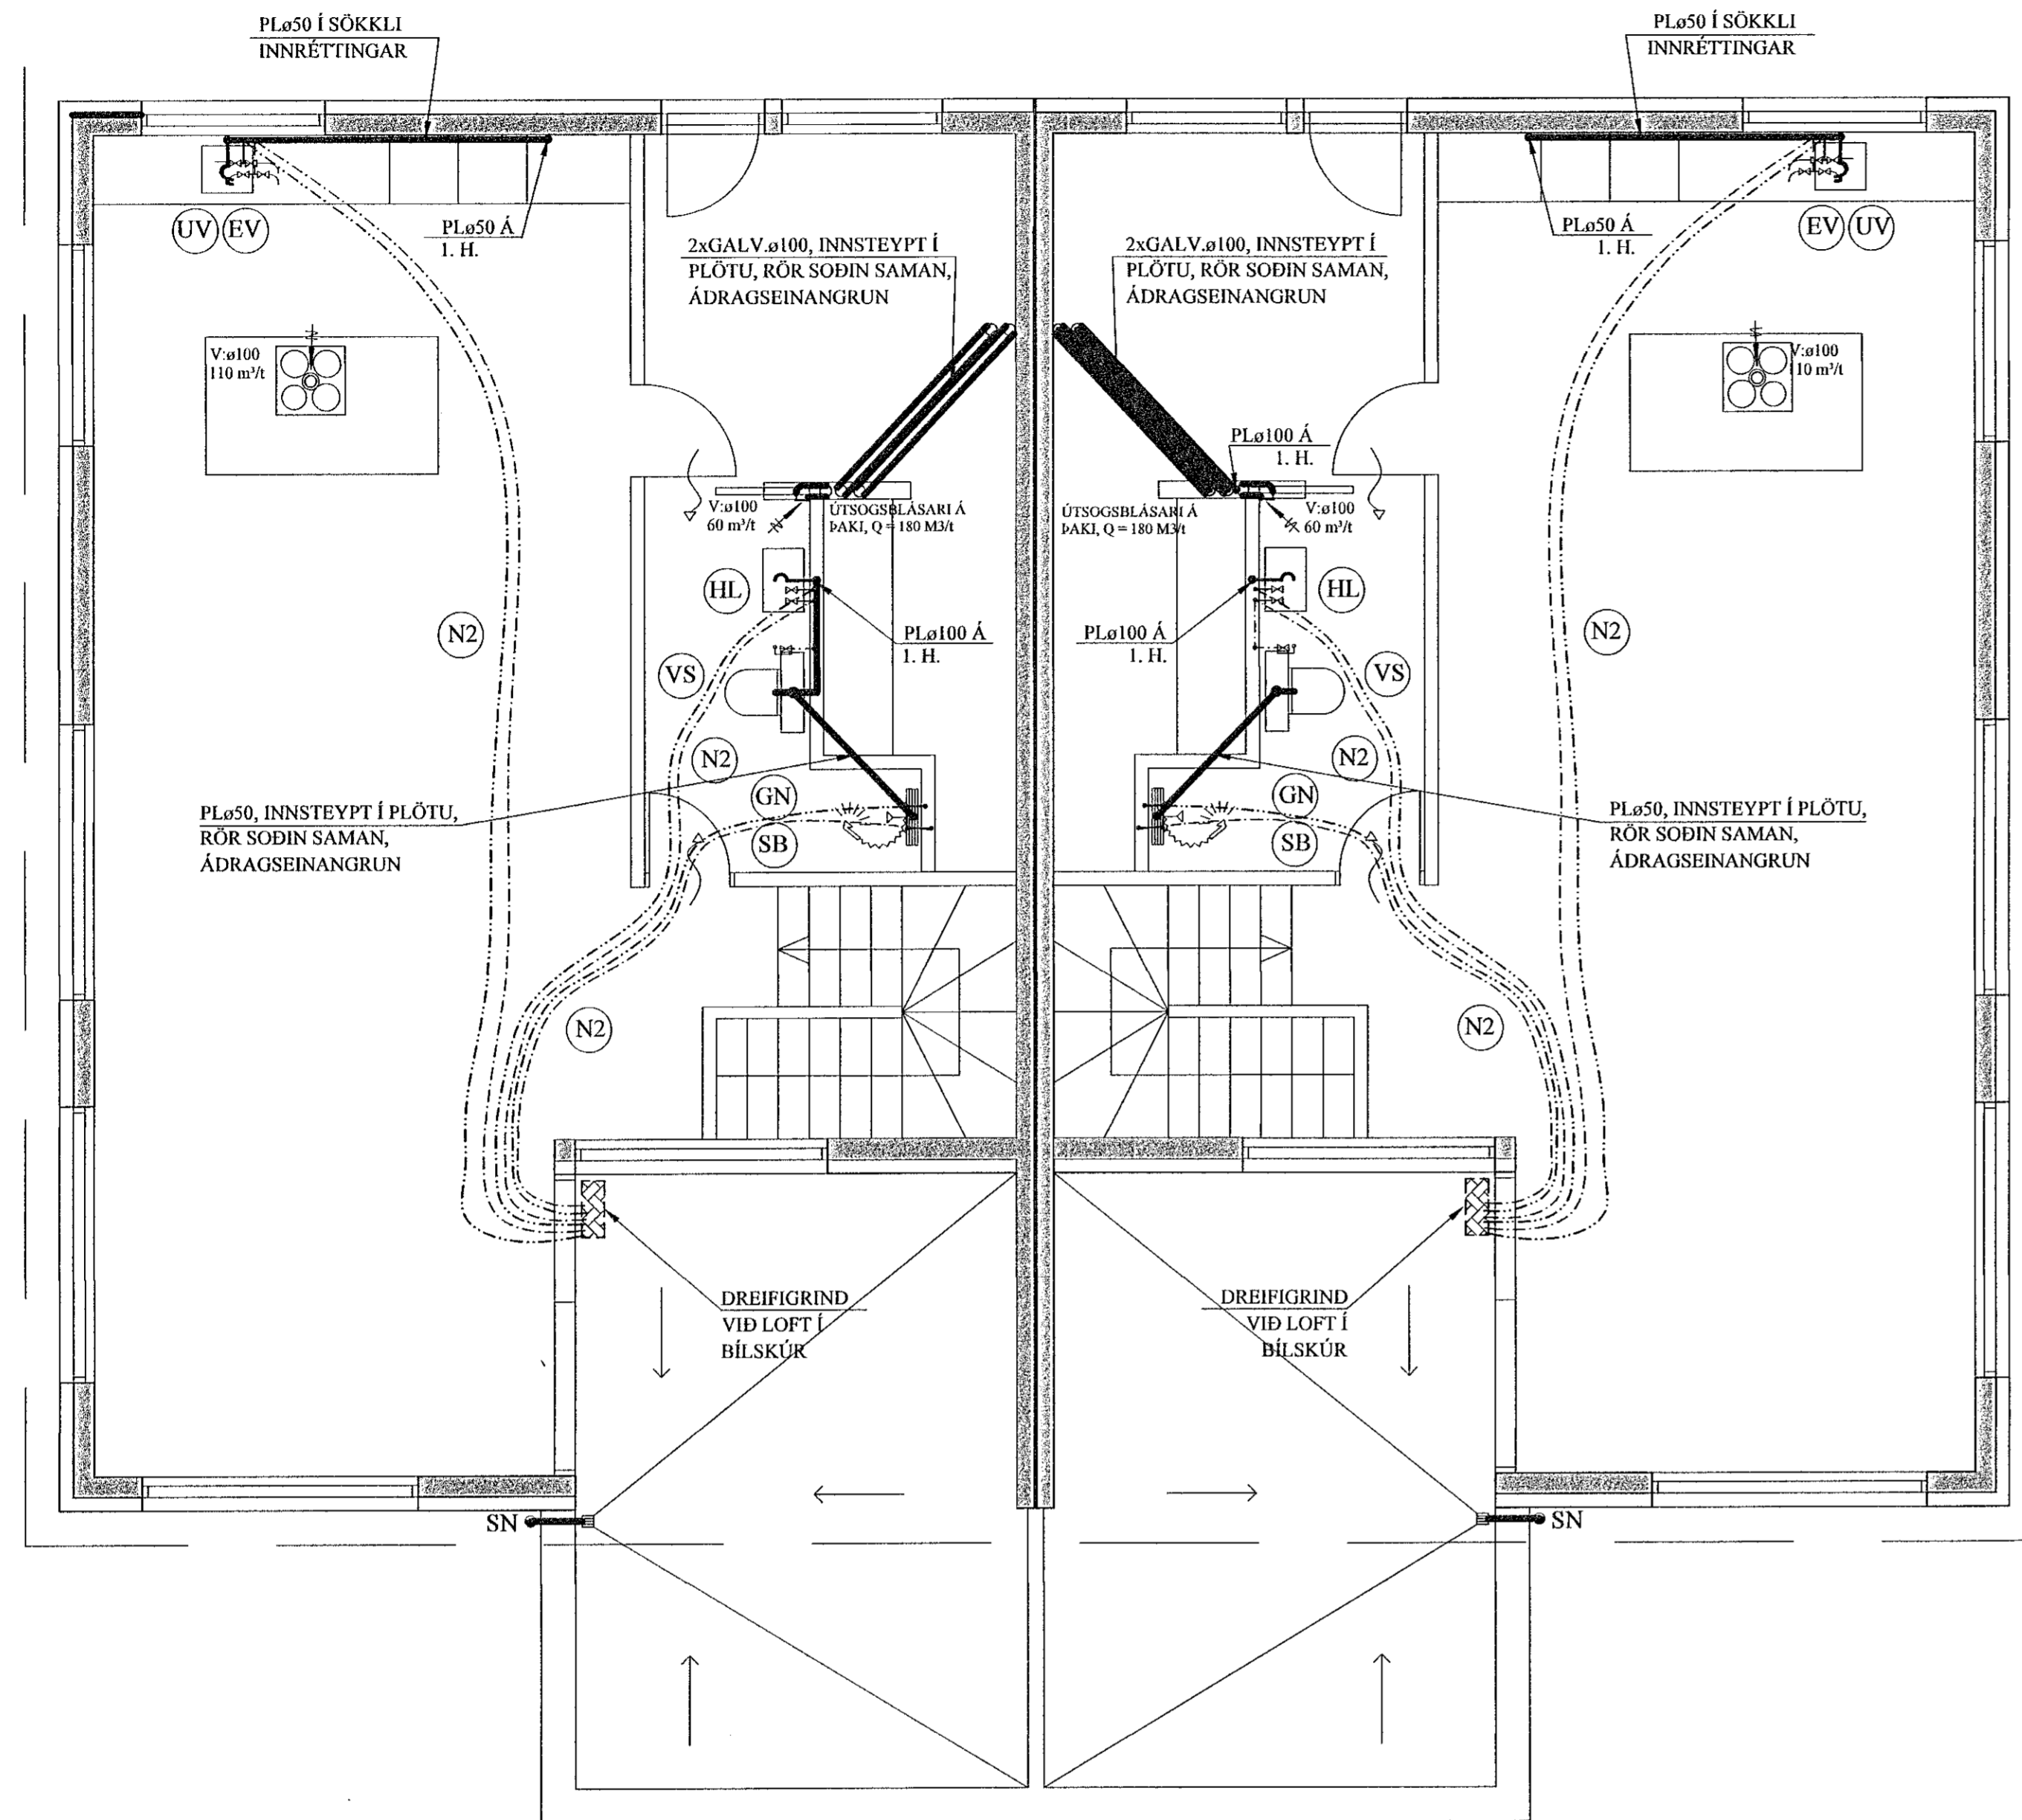 PLø50 Í SÖKKLI
INNRÉTTINGAR
PLø50 Í SÖKKLI
INNRÉTTINGAR
UV
EV
PLø50 Á
1. H.
2xGALV.ø100, INNSTEYPT Í
PLÖTU, RÖR SOÐIN SAMAN,
ÁDRAGSEINANGRUN
2xGALV.ø100, INNSTEYPT Í
PLÖTU, RÖR SOÐIN SAMAN,
ÁDRAGSEINANGRUN
PLø50 Á
1. H.
EV
UV
V:ø100
110 m³/t
V:ø100
110 m³/t
PLø100 Á
1. H.
V:ø100
60 m³/t
ÚTSOGSBLÁSARI Á
ÞAKI, Q = 180 M3/t
ÚTSOGSBLÁSARI Á
ÞAKI, Q = 180 M3/t
V:ø100
60 m³/t
HL
HL
N2
PLø100 Á
1. H.
PLø100 Á
1. H.
N2
VS
VS
N2
N2
GN
GN
PLø50, INNSTEYPT Í PLÖTU,
RÖR SOÐIN SAMAN,
ÁDRAGSEINANGRUN
SB
SB
PLø50, INNSTEYPT Í PLÖTU,
RÖR SOÐIN SAMAN,
ÁDRAGSEINANGRUN
N2
N2
DREIFIGRIND
VIÐ LOFT Í
BÍLSKÚR
DREIFIGRIND
VIÐ LOFT Í
BÍLSKÚR
SN
SN